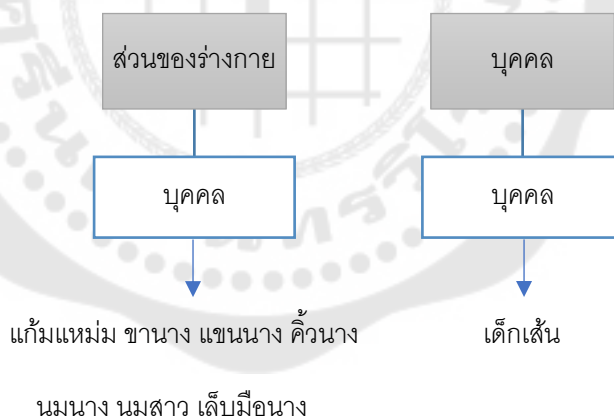 ส่วนของร่างกาย
บุคคล
บุคคล
บุคคล
แก้มแหม่ม ขานาง แขนนาง คิ้วนาง
เด็กเส้น
นมนาง นมสาว เล็บมือนาง